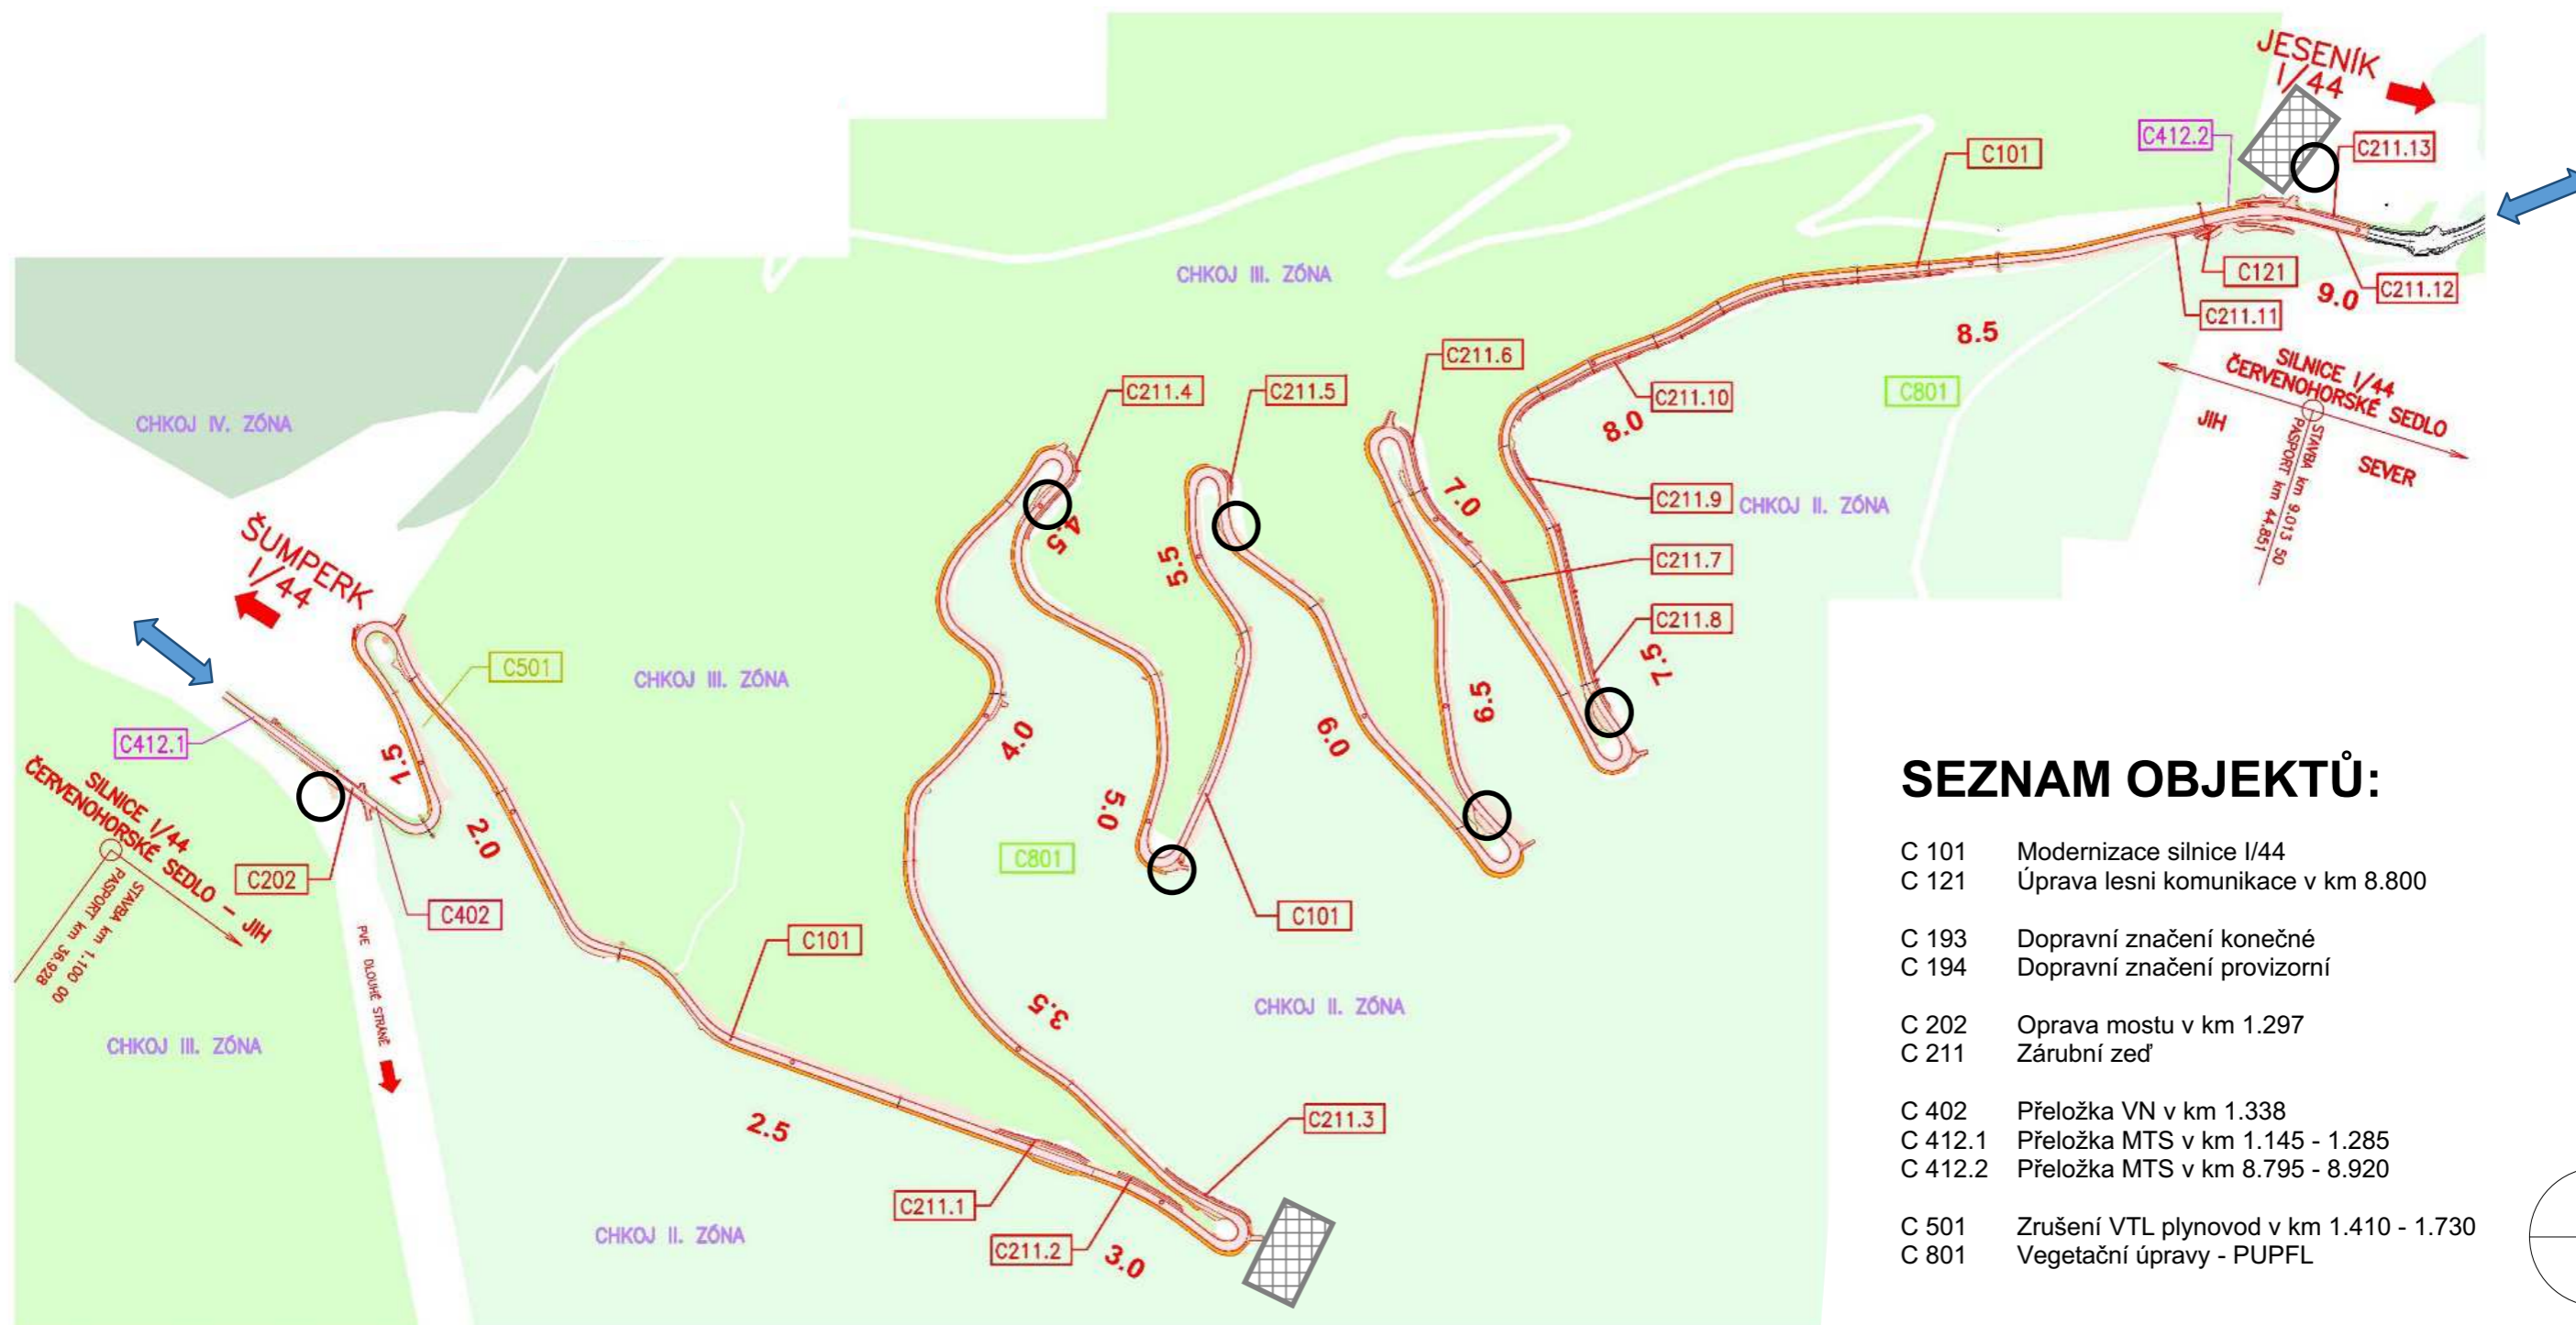 JESENÍK
I/44
C412.2
C211.13
C101
CHKOJ III. ZÓNA
C121
C211.12
9.0
C211.11
8.5
SILNICE I/44
ČERVENOHORSKÉ SEDLO
JIH
SEVER
STAVBA km 9.013 50
PASPORT km 44.851
C211.6
C211.4
C211.5
C211.10
C801
8.0
CHKOJ IV. ZÓNA
7.0
C211.9
CHKOJ II. ZÓNA
4.5
5.5
C211.7
ŠUMPERK
I/44
C211.8
7.5
C501
CHKOJ III. ZÓNA
6.5
C412.1
1.5
4.0
6.0
SILNICE I/44
ČERVENOHORSKÉ SEDLO - JIH
STAVBA km 1.100 00
PASPORT km 36.928
2.0
5.0
C801
C202
C402
C101
C101
PVE DLOUHÉ STRÁNĚ
3.5
CHKOJ II. ZÓNA
CHKOJ III. ZÓNA
2.5
C211.3
C211.1
CHKOJ II. ZÓNA
C211.2
3.0
SEZNAM OBJEKTŮ:
C 101 Modernizace silnice I/44
C 121 Úprava lesni komunikace v km 8.800
C 193 Dopravní značení konečné
C 194 Dopravní značení provizorní
C 202 Oprava mostu v km 1.297
C 211 Zárubní zeď
C 402 Přeložka VN v km 1.338
C 412.1 Přeložka MTS v km 1.145 - 1.285
C 412.2 Přeložka MTS v km 8.795 - 8.920
C 501 Zrušení VTL plynovod v km 1.410 - 1.730
C 801 Vegetační úpravy - PUPFL